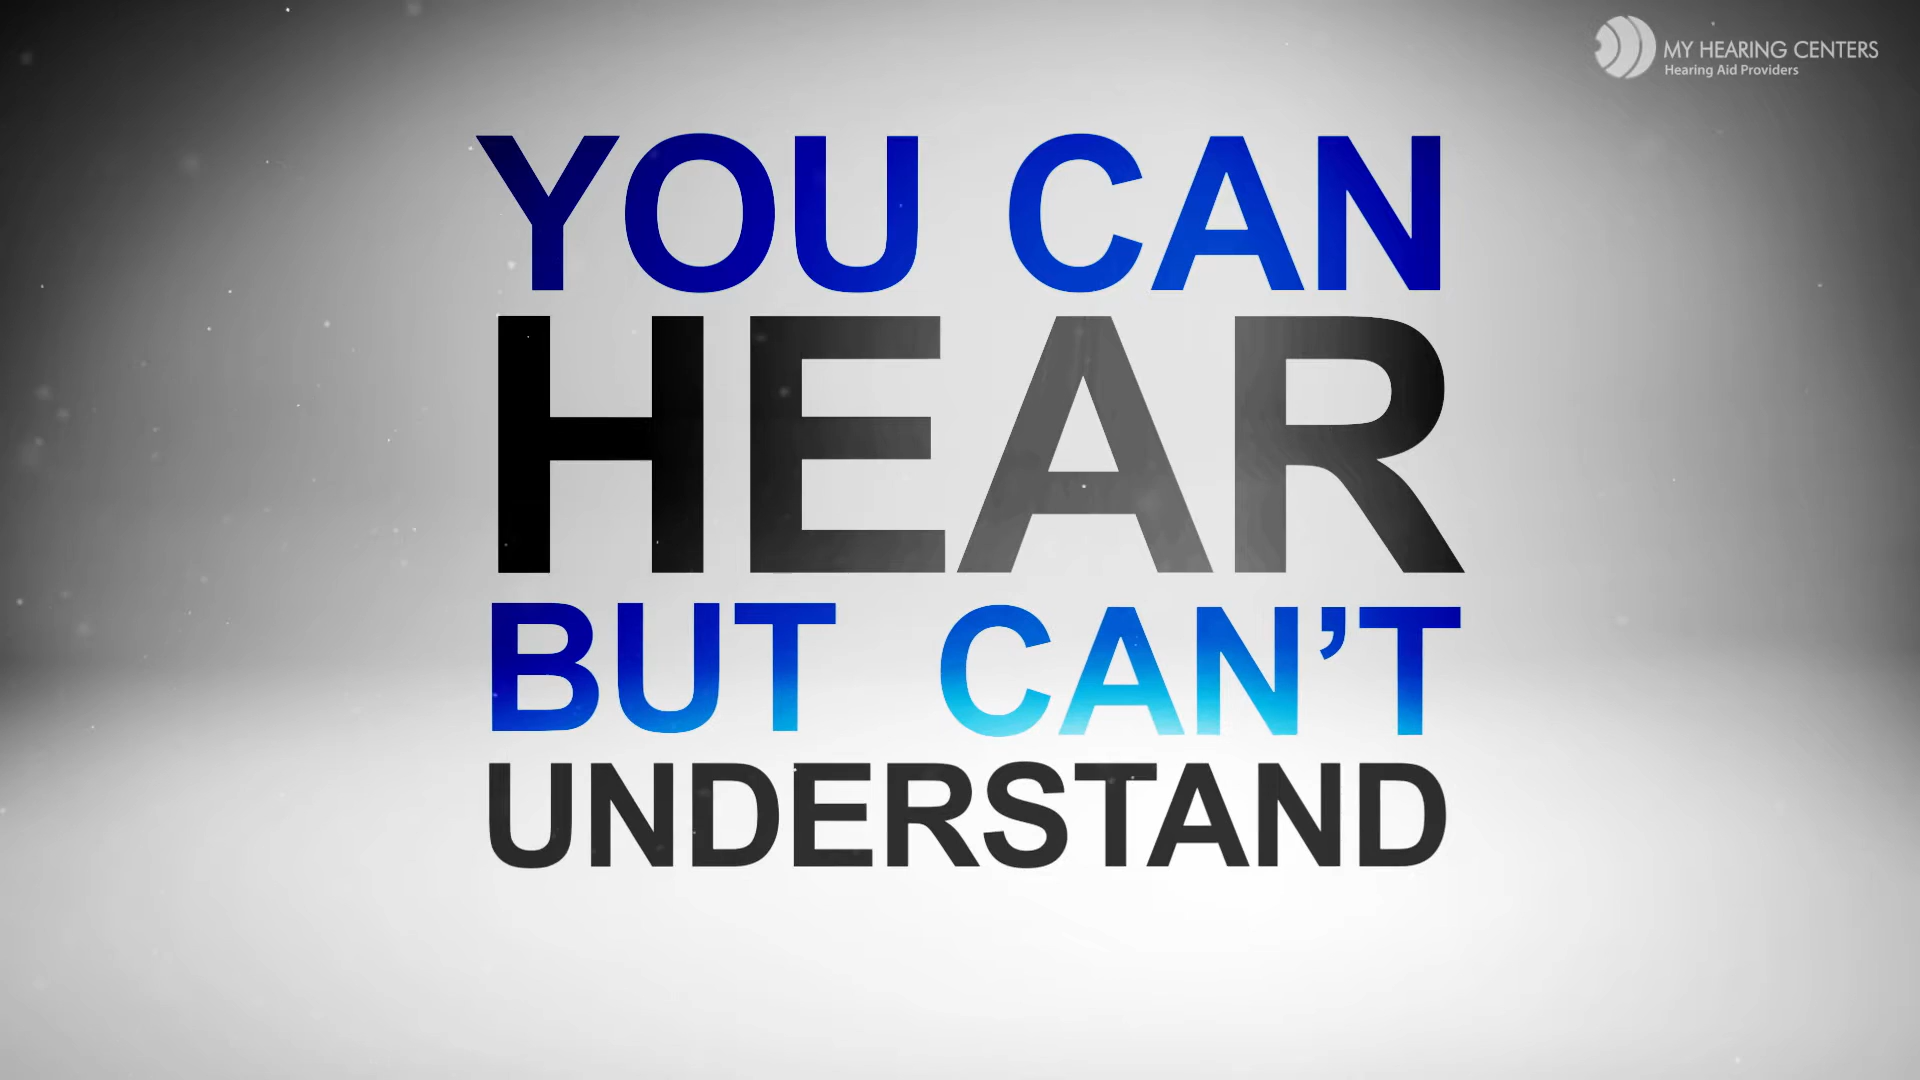 MY HEARING CENTERS
Hearing Aid Providers
YOU CAN
HEAR
BUT CAN’T
UNDERSTAND